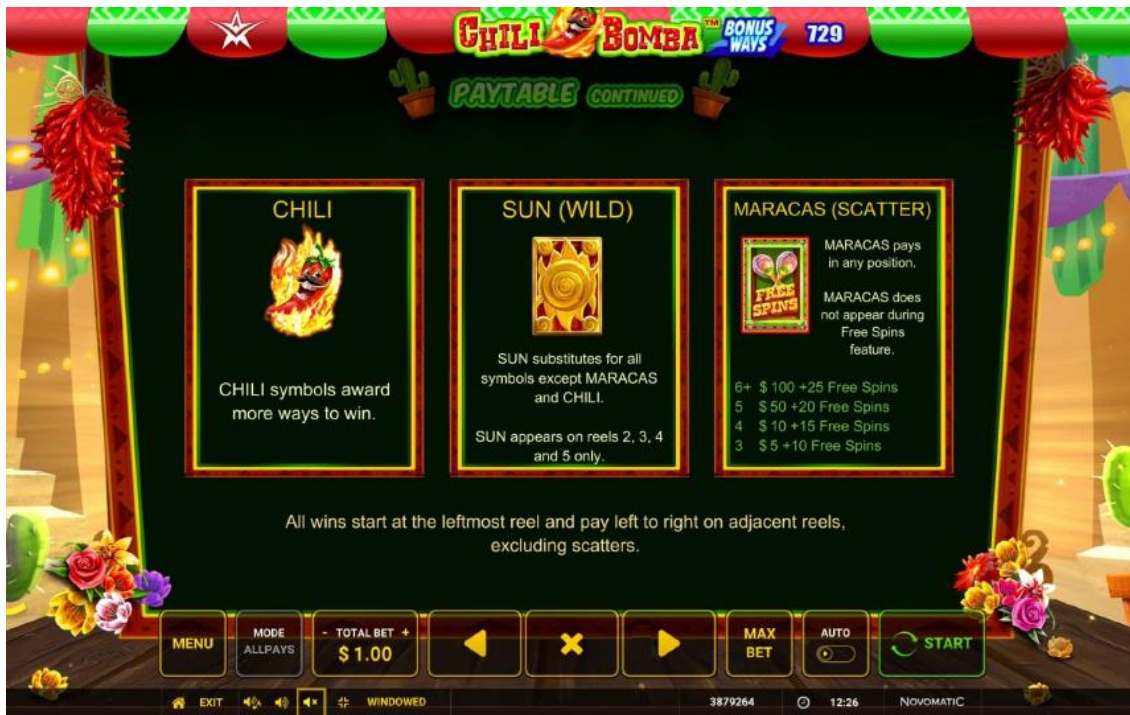 CHILI BOMBA™ BONUS WAYS 729
PAYTABLE CONTINUED
CHILI
CHILI symbols award
more ways to win.
SUN (WILD)
SUN substitutes for all
symbols except MARACAS
and CHILI.
SUN appears on reels 2, 3, 4
and 5 only.
MARACAS (SCATTER)
FREE
SPINS
MARACAS pays
in any position.
MARACAS does
not appear during
Free Spins
feature.
6+ $ 100 +25 Free Spins
5 $ 50 +20 Free Spins
4 $ 10 +15 Free Spins
3 $ 5 +10 Free Spins
All wins start at the leftmost reel and pay left to right on adjacent reels,
excluding scatters.
MENU
MODE
ALLPAYS
- TOTAL BET +
$ 1.00
MAX
BET
AUTO
START
EXIT WINDOWED 3879264 12:26 NOVOMATIC